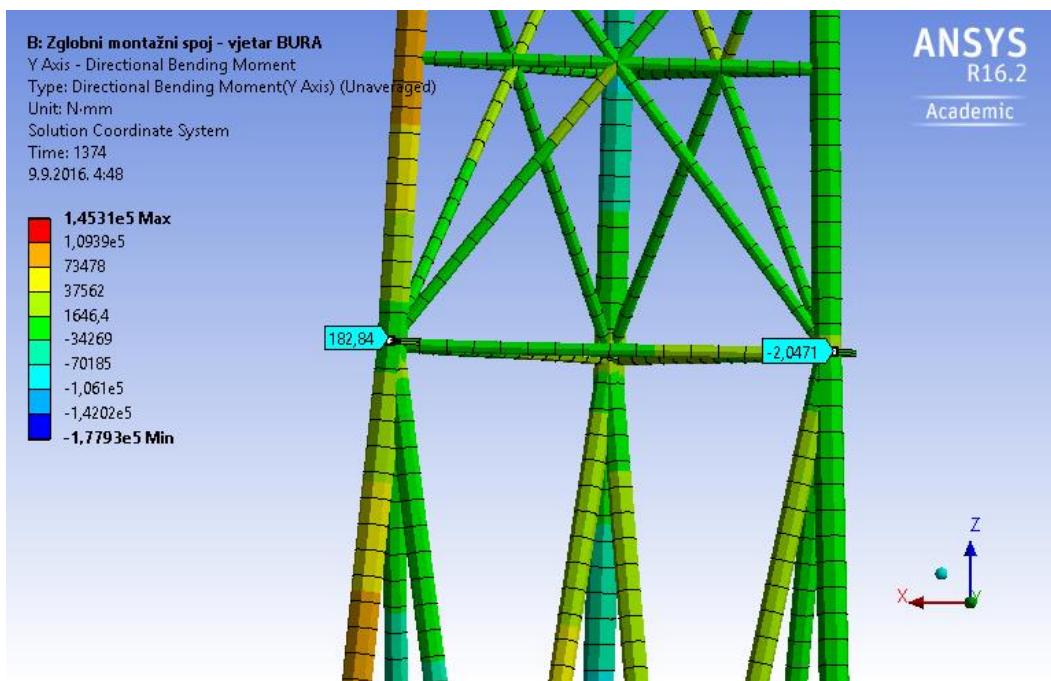 B: Zglobni montažni spoj - vjetar BURA
Y Axis - Directional Bending Moment
Type: Directional Bending Moment(Y Axis) (Unaveraged)
Unit: N·mm
Solution Coordinate System
Time: 1374
9.9.2016. 4:48
1,4531e5 Max
1,0939e5
73478
37562
1646,4
-34269
-70185
-1,061e5
-1,4202e5
-1,7793e5 Min
ANSYS
R16.2
Academic
182,84
-2,0471
Z
X
Y